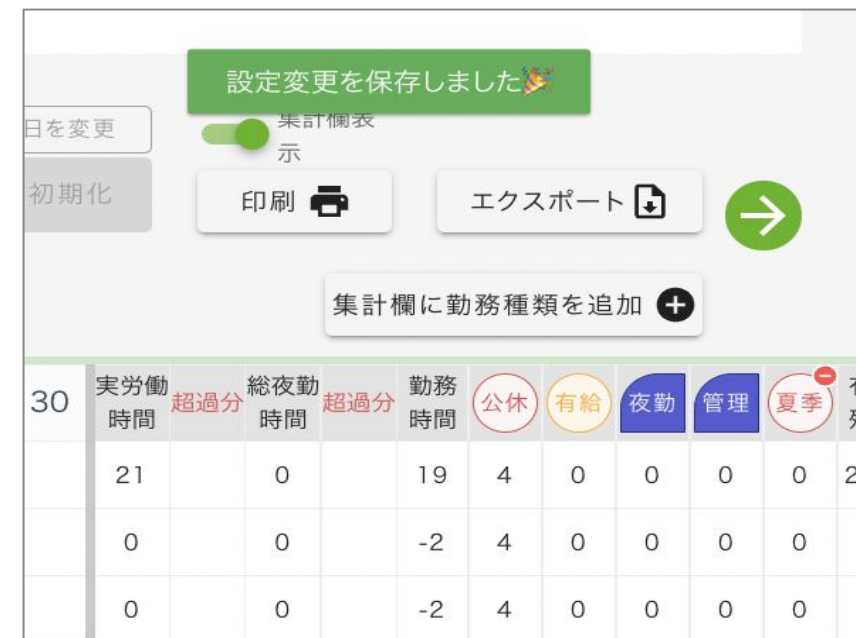 設定変更を保存しました🎉
日を変更
集計欄表
示
初期化
印刷
エクスポート
集計欄に勤務種類を追加
30 実労働時間 超過分 総夜勤時間 超過分 勤務時間 公休 有給 夜勤 管理 夏季
21 0 19 4 0 0 0 0 2
0 0 -2 4 0 0 0 0
0 0 -2 4 0 0 0 0